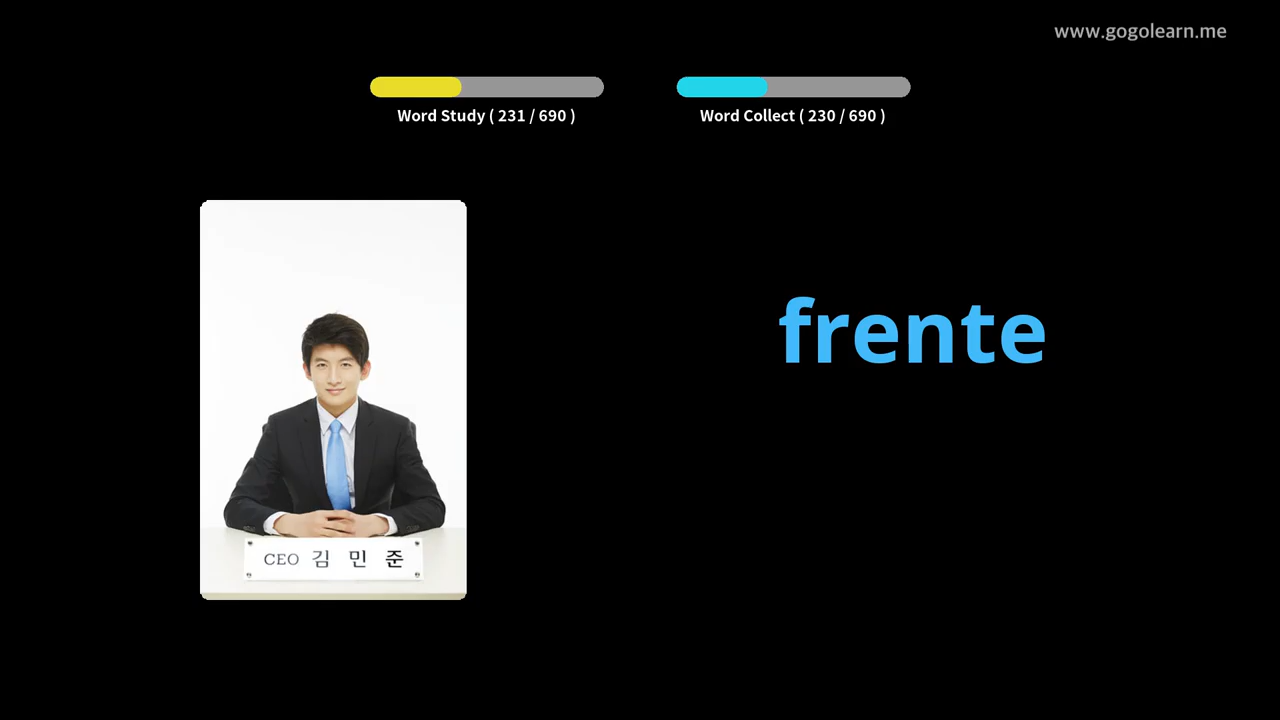 www.gogolearn.me
Word Study ( 231 / 690 )
Word Collect ( 230 / 690 )
frente
CEO 김 민 준